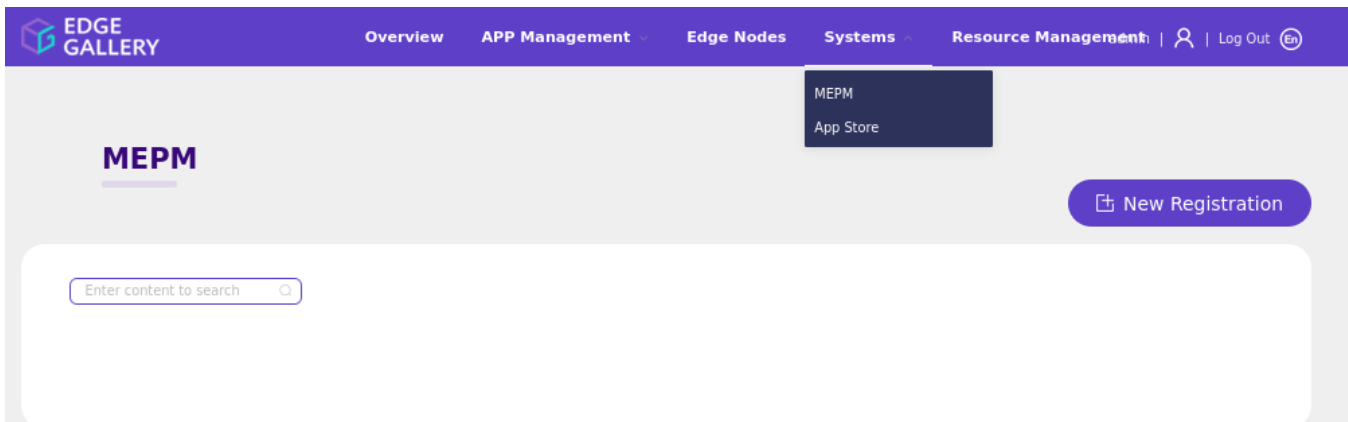 EDGE GALLERY
Overview APP Management Edge Nodes Systems Resource Management admin | | Log Out En
MEPM
App Store
MEPM
New Registration
Enter content to search